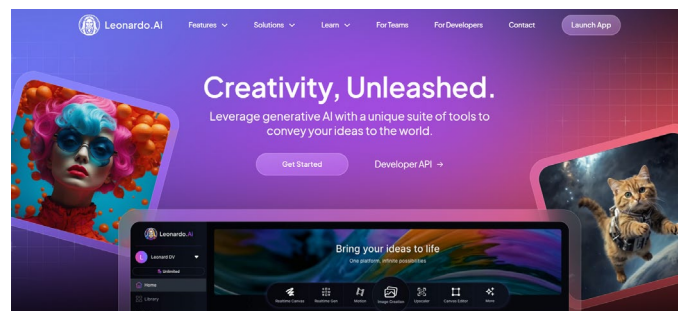 Leonardo.Ai
Features
Solutions
Learn
For Teams
For Developers
Contact
Launch App
Creativity, Unleashed.
Leverage generative AI with a unique suite of tools to
convey your ideas to the world.
Get Started
Developer API →
Leonardo.Ai
L
Leonard DV
Unlimited
Home
Library
Bring your ideas to life
One platform, infinite possibilities
Realtime Canvas
Realtime Gen
Motion
Image Creation
Upscaler
Canvas Editor
More